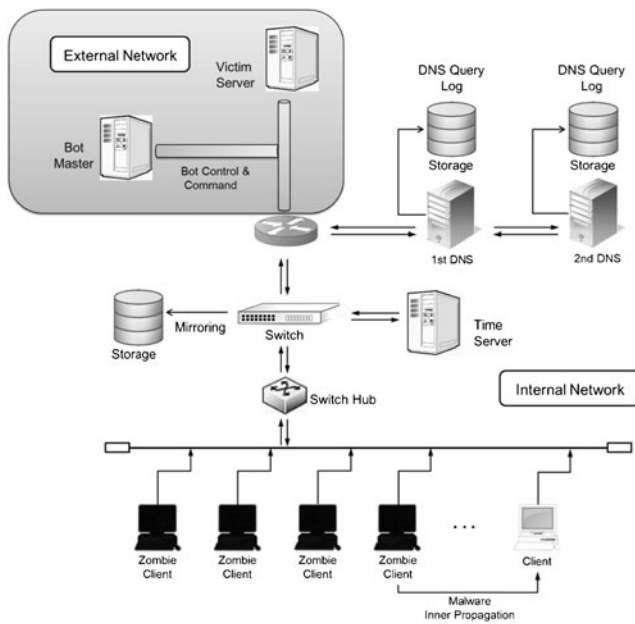 External Network
Victim
Server
Bot
Master
Bot Control &
Command
DNS Query
Log
Storage
DNS Query
Log
Storage
1st DNS
2nd DNS
Storage
Mirroring
Switch
Time
Server
Switch Hub
Internal Network
Zombie
Client
Zombie
Client
Zombie
Client
Zombie
Client
...
Client
Malware
Inner Propagation